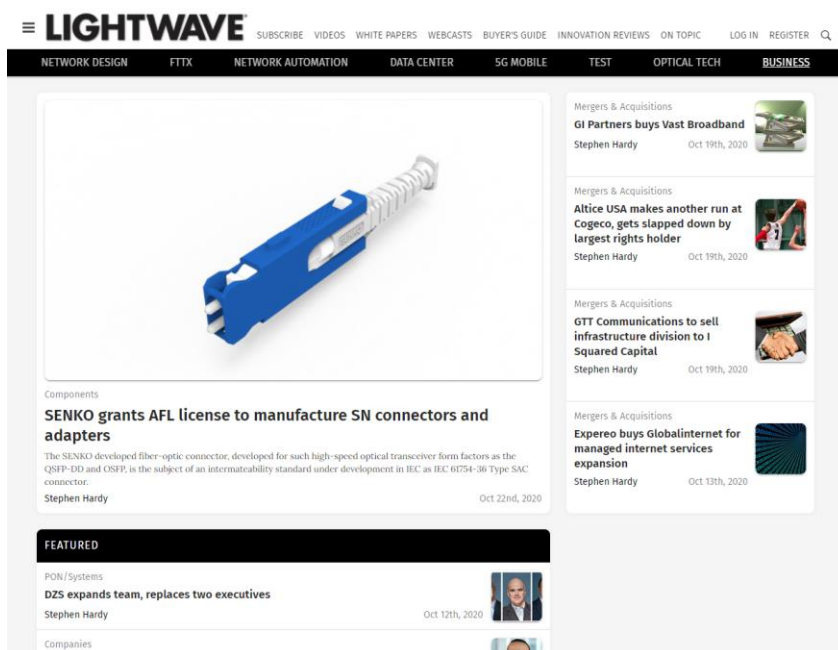 LIGHTWAVE
SUBSCRIBE VIDEOS WHITE PAPERS WEBCASTS BUYER'S GUIDE INNOVATION REVIEWS ON TOPIC LOG IN REGISTER
NETWORK DESIGN FTTX NETWORK AUTOMATION DATA CENTER 5G MOBILE TEST OPTICAL TECH BUSINESS
Components
SENKO grants AFL license to manufacture SN connectors and
adapters
The SENKO developed fiber-optic connector, developed for such high-speed optical transceiver form factors as the
QSFP-DD and OSFP, is the subject of an intermateability standard under development in IEC as IEC 61754-36 Type SAC
connector.
Stephen Hardy Oct 22nd, 2020
Mergers & Acquisitions
GI Partners buys Vast Broadband
Stephen Hardy Oct 19th, 2020
Mergers & Acquisitions
Altice USA makes another run at
Cogeco, gets slapped down by
largest rights holder
Stephen Hardy Oct 19th, 2020
Mergers & Acquisitions
GTT Communications to sell
infrastructure division to I
Squared Capital
Stephen Hardy Oct 19th, 2020
Mergers & Acquisitions
Expereo buys Globalinternet for
managed internet services
expansion
Stephen Hardy Oct 13th, 2020
FEATURED
PON/Systems
DZS expands team, replaces two executives
Stephen Hardy Oct 12th, 2020
Companies